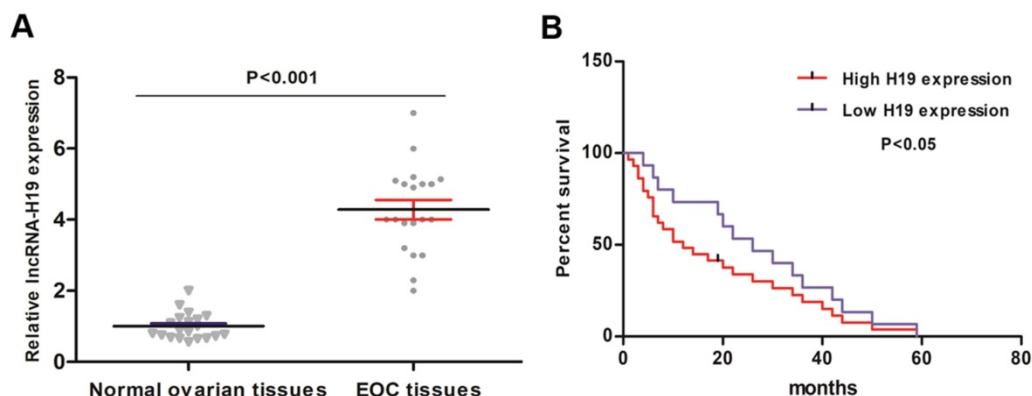 A
P<0.001
Relative lncRNA-H19 expression
8
6
4
2
0
Normal ovarian tissues
EOC tissues
B
150
100
50
0
Percent survival
High H19 expression
Low H19 expression
P<0.05
0
20
40
60
80
months